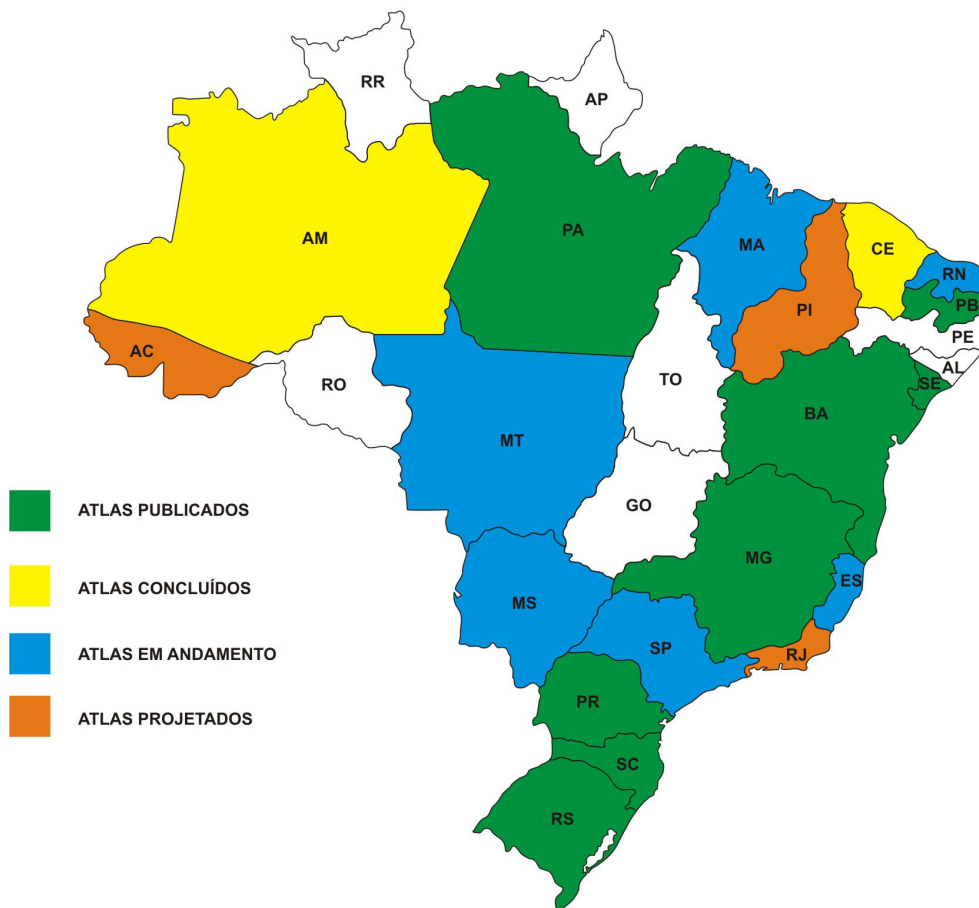 RR
AP
AM
PA
MA
CE
RN
PB
PI
PE
AC
AL
RO
TO
SE
BA
MT
GO
MG
ES
MS
SP
RJ
PR
SC
RS
ATLAS PUBLICADOS
ATLAS CONCLUÍDOS
ATLAS EM ANDAMENTO
ATLAS PROJETADOS